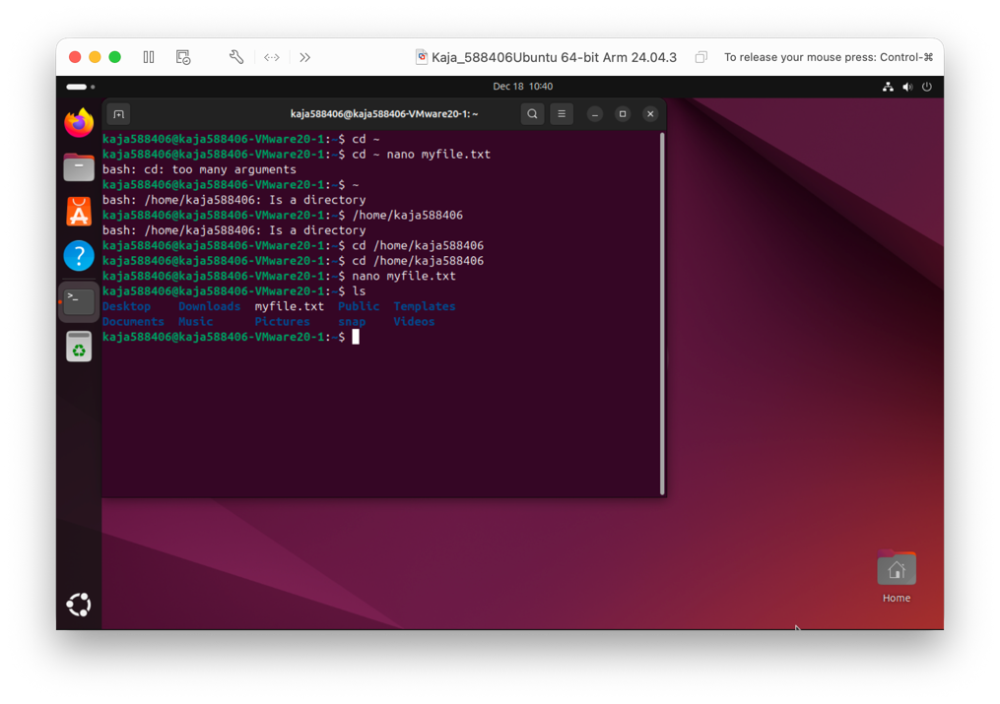 Kaja_588406Ubuntu 64-bit Arm 24.04.3
To release your mouse press: Control-⌘
Dec 18 10:40
kaja588406@kaja588406-VMware20-1: ~
kaja588406@kaja588406-VMware20-1:~$ cd ~
kaja588406@kaja588406-VMware20-1:~$ cd ~ nano myfile.txt
bash: cd: too many arguments
kaja588406@kaja588406-VMware20-1:~$ ~
bash: /home/kaja588406: Is a directory
kaja588406@kaja588406-VMware20-1:~$ /home/kaja588406
bash: /home/kaja588406: Is a directory
kaja588406@kaja588406-VMware20-1:~$ cd /home/kaja588406
kaja588406@kaja588406-VMware20-1:~$ cd /home/kaja588406
kaja588406@kaja588406-VMware20-1:~$ nano myfile.txt
kaja588406@kaja588406-VMware20-1:~$ ls
Desktop Downloads myfile.txt Public Templates
Documents Music Pictures snap Videos
kaja588406@kaja588406-VMware20-1:~$
Home